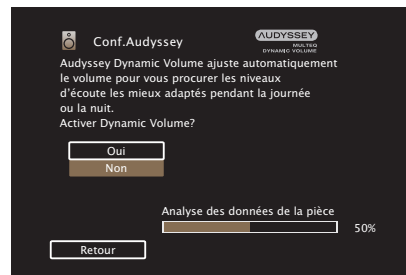 Conf.Audyssey
AUDYSSEY
MULTEQ
DYNAMIC VOLUME
Audyssey Dynamic Volume ajuste automatiquement
le volume pour vous procurer les niveaux
d'écoute les mieux adaptés pendant la journée
ou la nuit.
Activer Dynamic Volume?
Oui
Non
Analyse des données de la pièce
50%
Retour